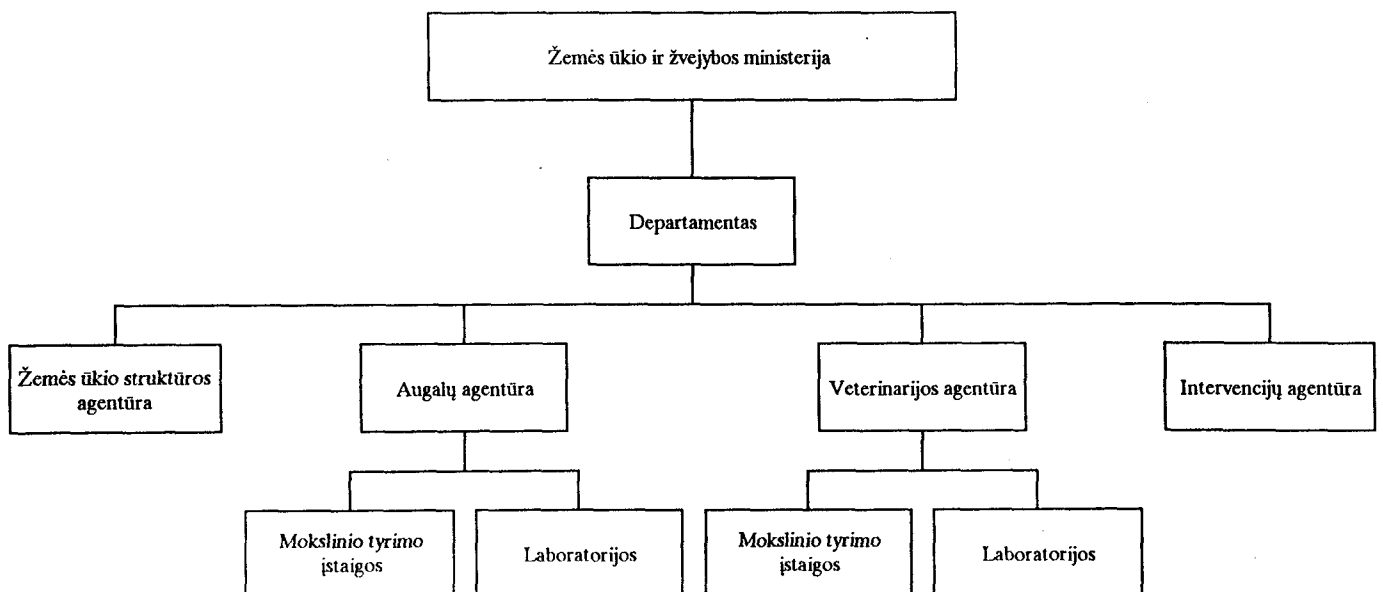 Žemės ūkio ir žvejybos ministerija
Departamentas
Žemės ūkio struktūros
agentūra
Augalų agentūra
Veterinarijos agentūra
Intervencijų agentūra
Mokslinio tyrimo
įstaigos
Laboratorijos
Mokslinio tyrimo
įstaigos
Laboratorijos